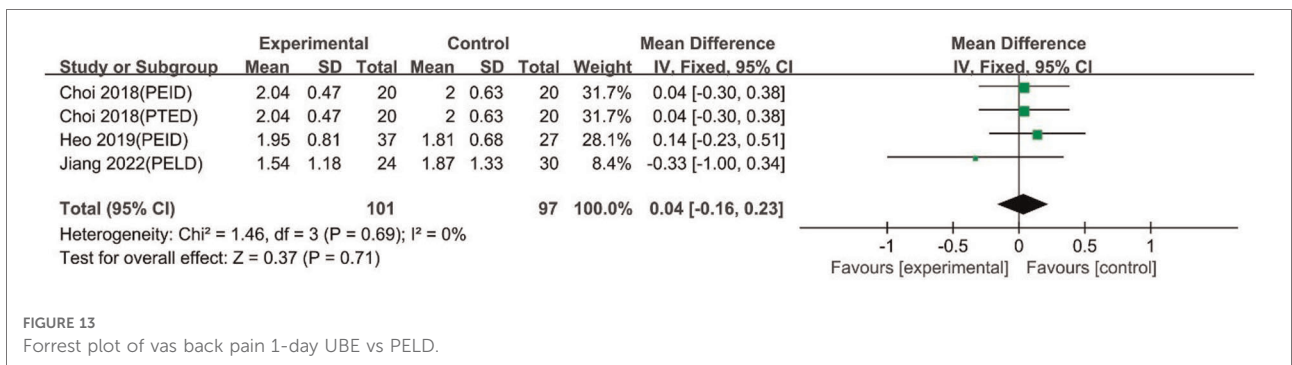 Experimental Control Mean Difference Mean Difference
Study or Subgroup Mean SD Total Mean SD Total Weight IV, Fixed, 95% CI IV, Fixed, 95% CI
Choi 2018(PEID) 2.04 0.47 20 2 0.63 20 31.7% 0.04 [-0.30, 0.38]
Choi 2018(PTED) 2.04 0.47 20 2 0.63 20 31.7% 0.04 [-0.30, 0.38]
Heo 2019(PEID) 1.95 0.81 37 1.81 0.68 27 28.1% 0.14 [-0.23, 0.51]
Jiang 2022(PELD) 1.54 1.18 24 1.87 1.33 30 8.4% -0.33 [-1.00, 0.34]
Total (95% CI) 101 97 100.0% 0.04 [-0.16, 0.23]
Heterogeneity: Chi² = 1.46, df = 3 (P = 0.69); I² = 0%
Test for overall effect: Z = 0.37 (P = 0.71)
-1 -0.5 0 0.5 1
Favours [experimental] Favours [control]
FIGURE 13
Forrest plot of vas back pain 1-day UBE vs PELD.